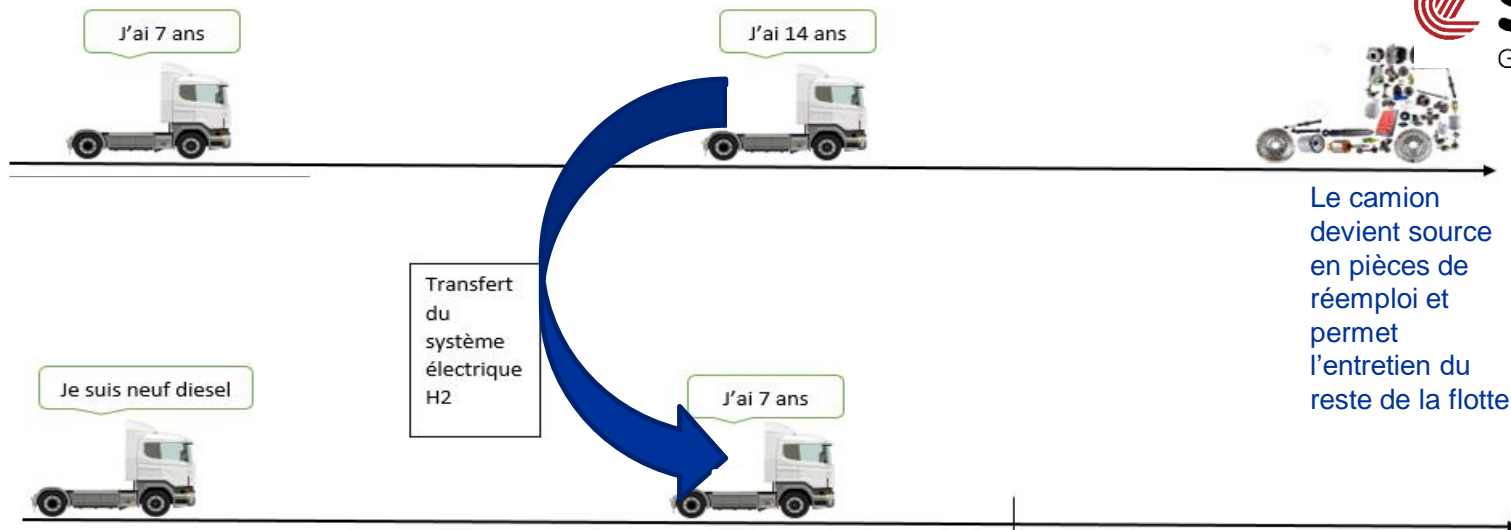 J'ai 7 ans
J'ai 14 ans
Le camion
devient source
en pièces de
réemploi et
permet
l'entretien du
reste de la flotte
Transfert
du
système
électrique
H2
Je suis neuf diesel
J'ai 7 ans